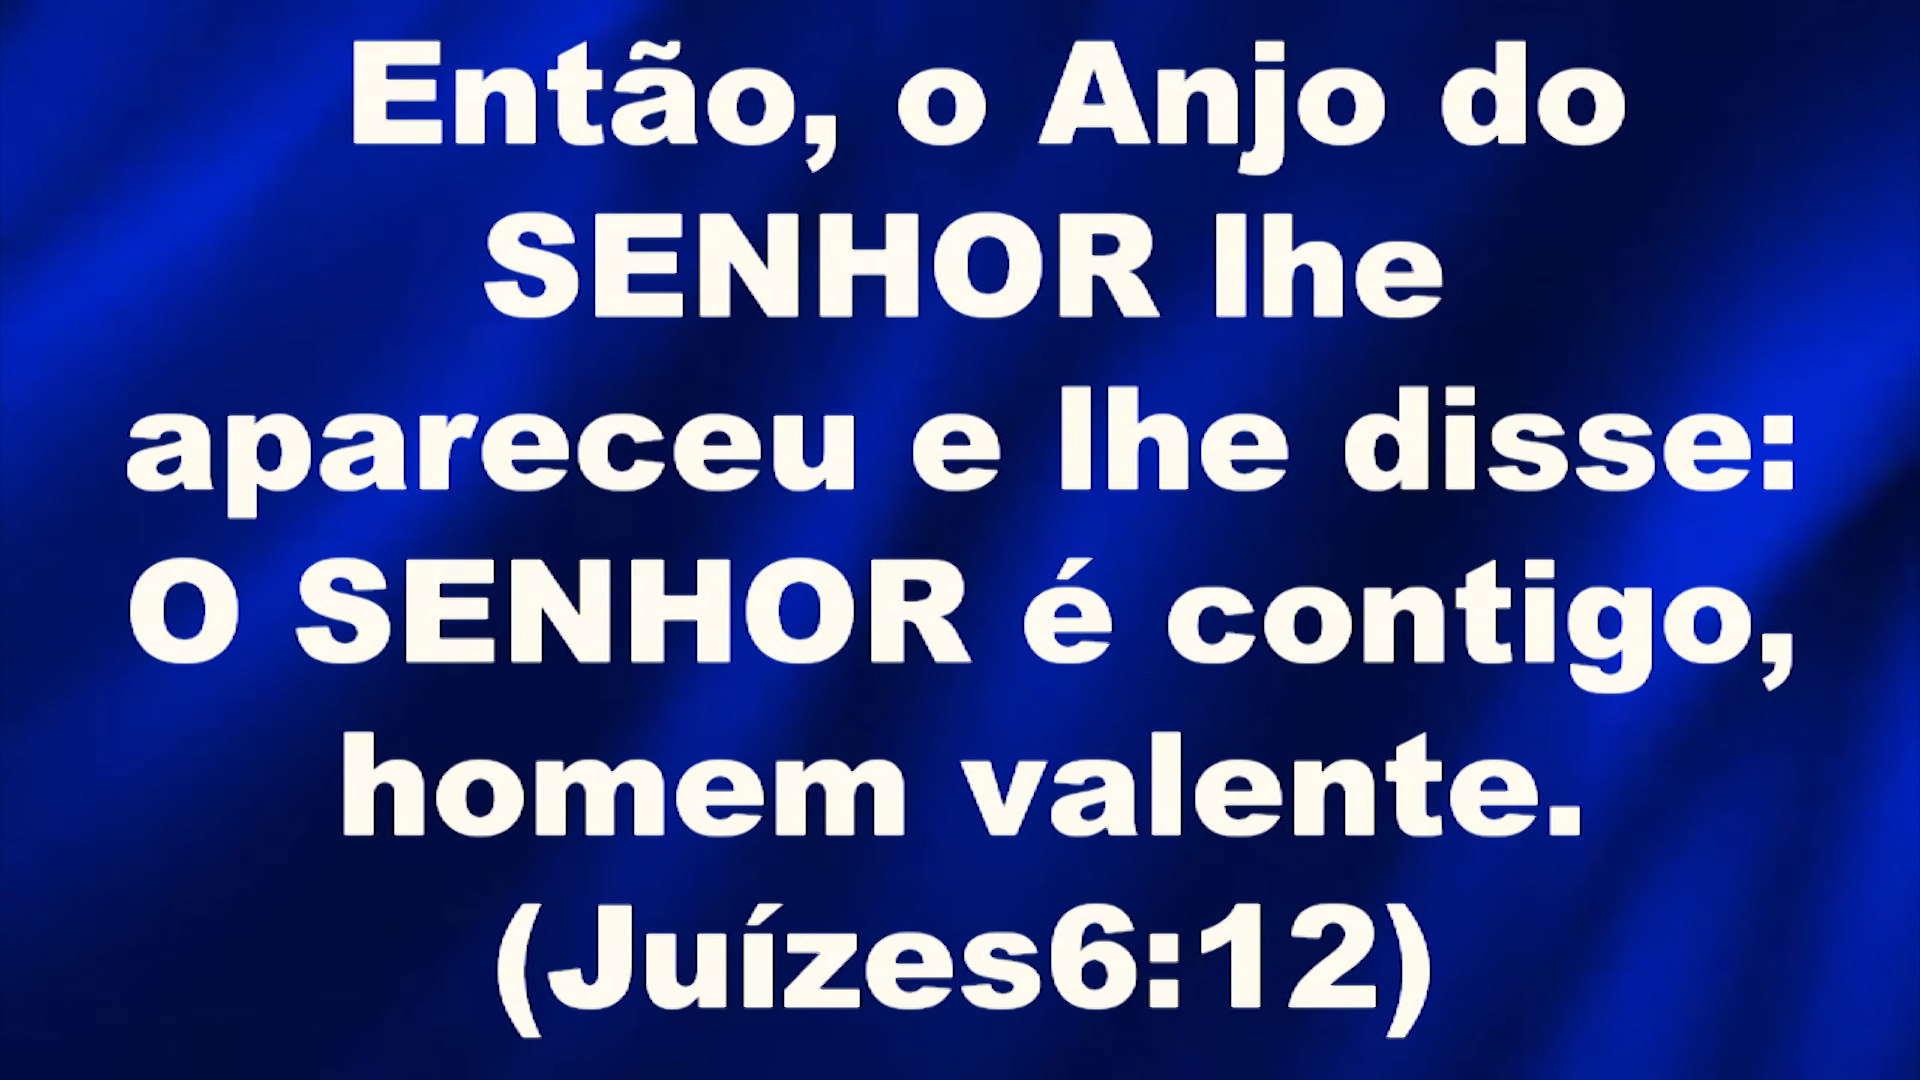 Então, o Anjo do
SENHOR lhe
apareceu e lhe disse:
O SENHOR é contigo,
homem valente.
(Juízes6:12)